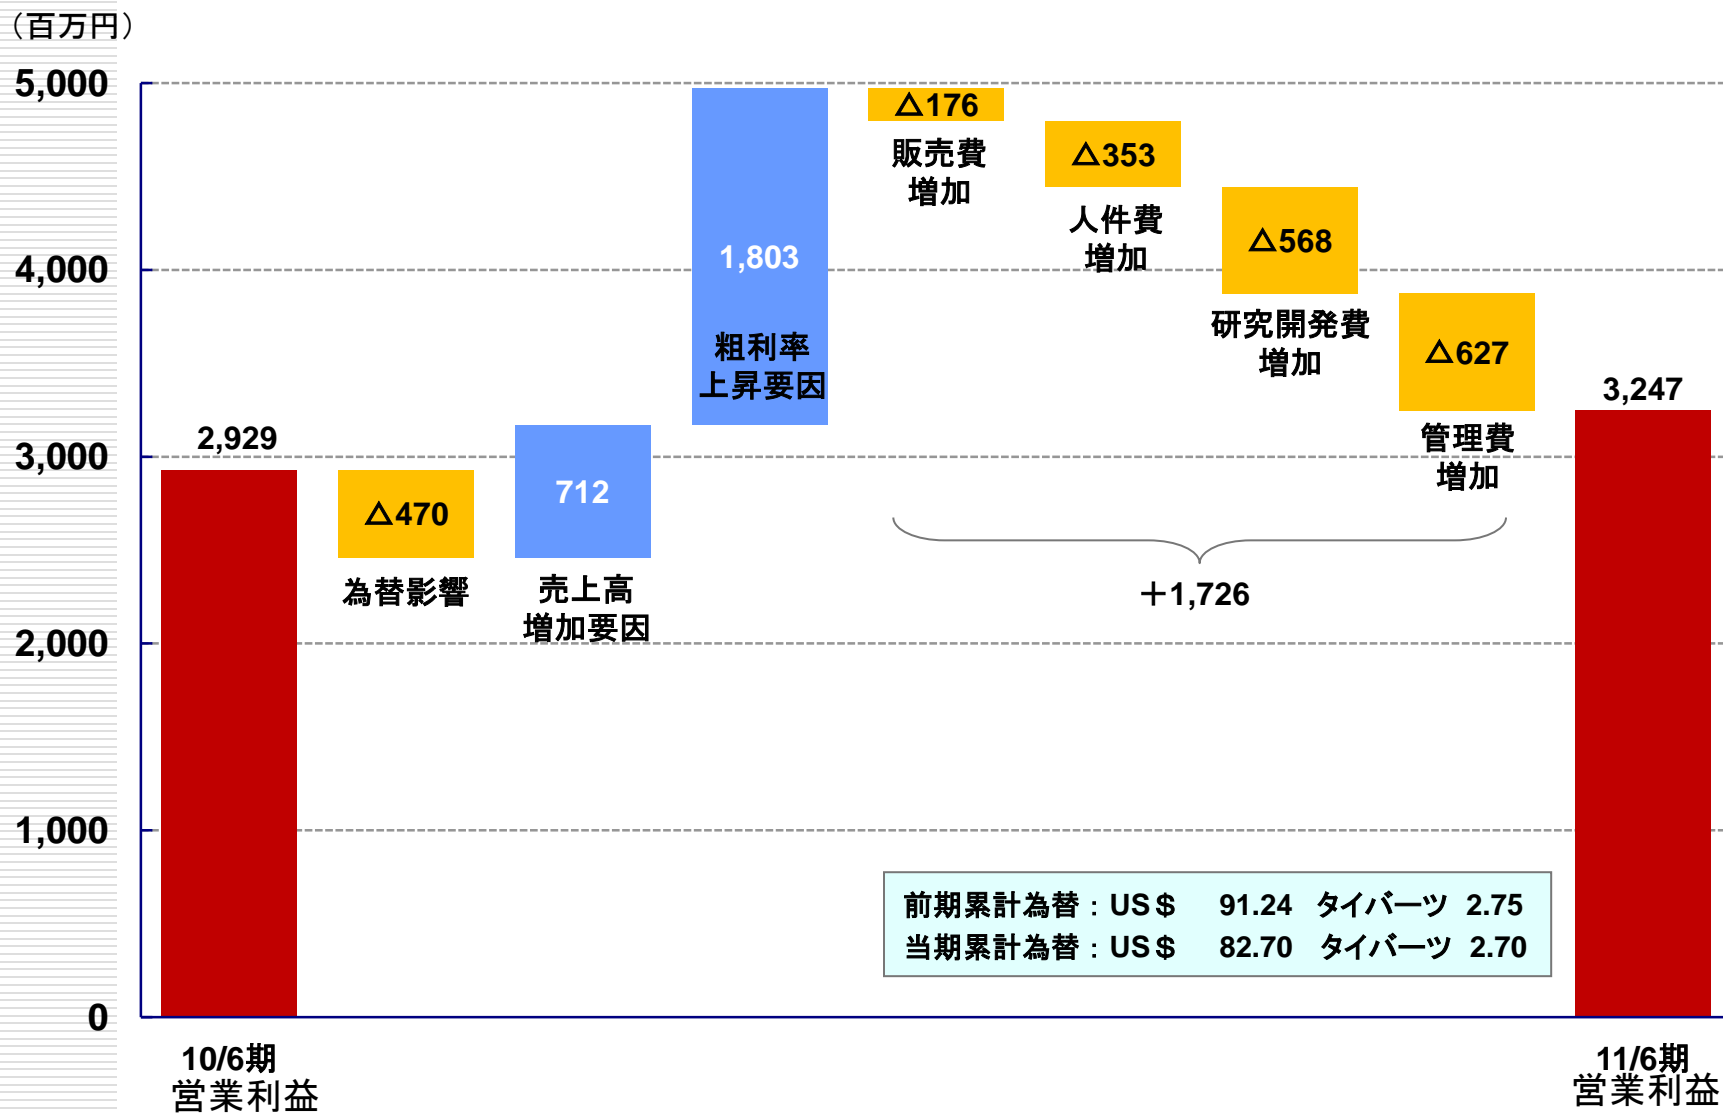 （百万円）
5,000
4,000
3,000
2,000
1,000
0
2,929
△470
為替影響
712
売上高
増加要因
1,803
粗利率
上昇要因
△176
販売費
増加
△353
人件費
増加
△568
研究開発費
増加
△627
管理費
増加
＋1,726
3,247
前期累計為替：US＄ 91.24 タイバーツ 2.75
当期累計為替：US＄ 82.70 タイバーツ 2.70
10/6期
営業利益
11/6期
営業利益